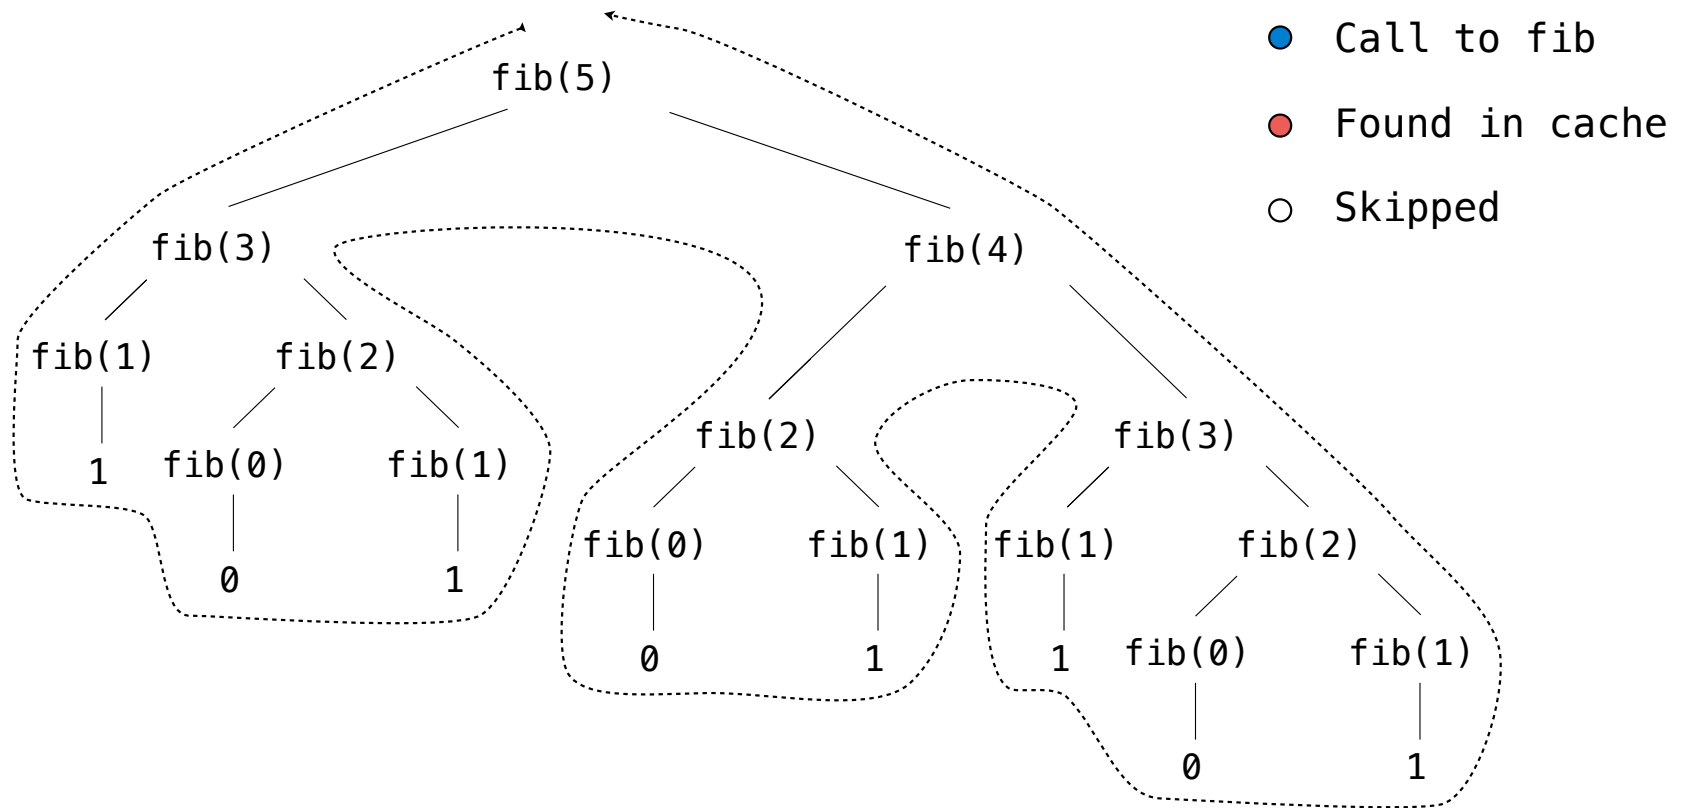 fib(5)
Call to fib
Found in cache
Skipped
fib(3)
fib(4)
fib(1)
fib(2)
fib(2)
fib(3)
1
fib(0)
fib(1)
fib(0)
fib(1)
fib(1)
fib(2)
0
1
0
1
1
fib(0)
fib(1)
0
1